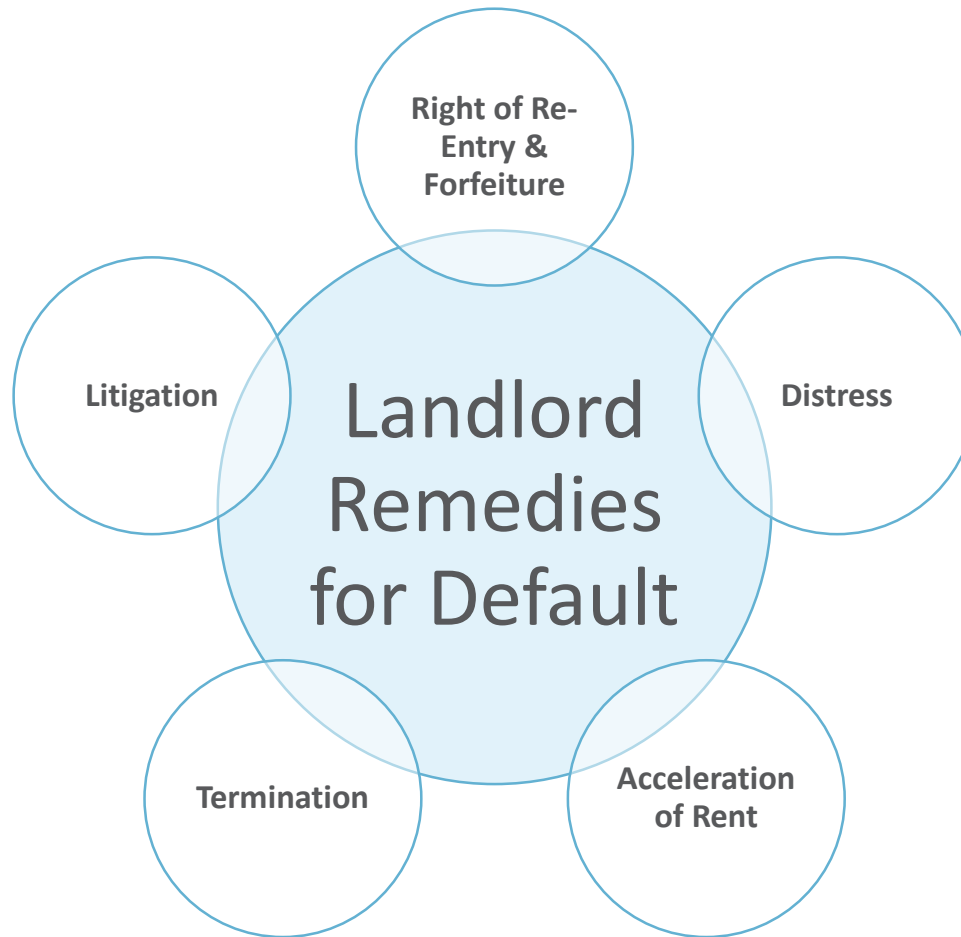 Right of Re-
Entry &
Forfeiture
Litigation
Distress
Landlord
Remedies
for Default
Termination
Acceleration
of Rent